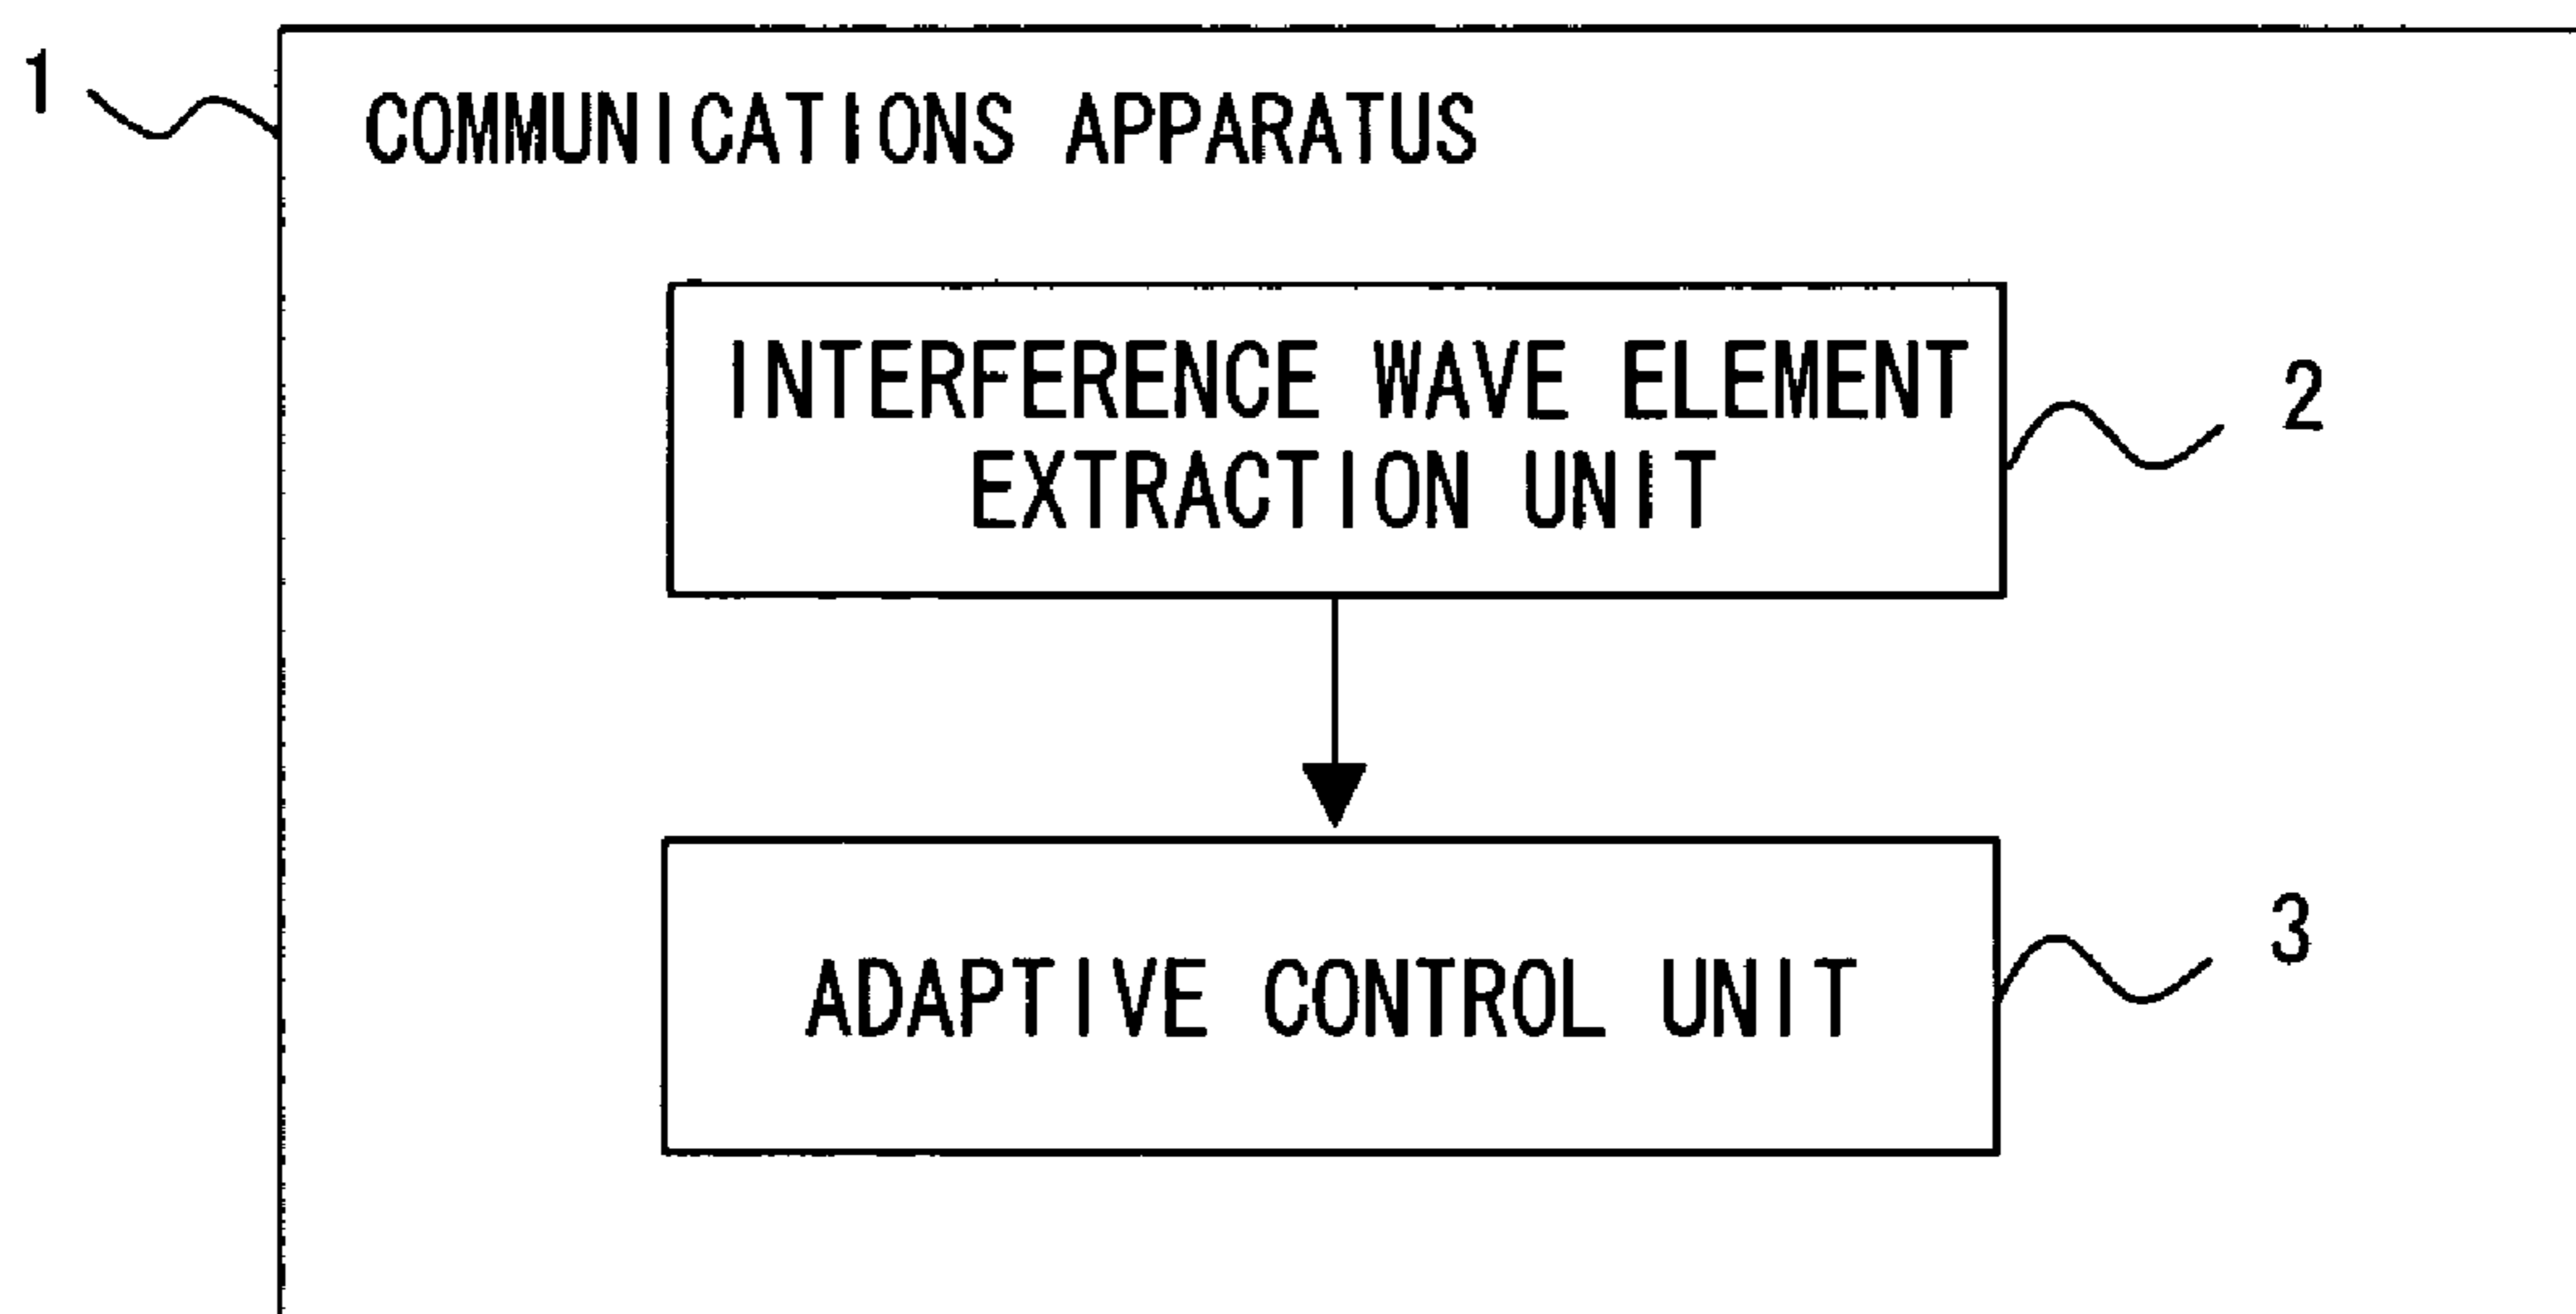 1
COMMUNICATIONS APPARATUS
INTERFERENCE WAVE ELEMENT
EXTRACTION UNIT
2
ADAPTIVE CONTROL UNIT
3